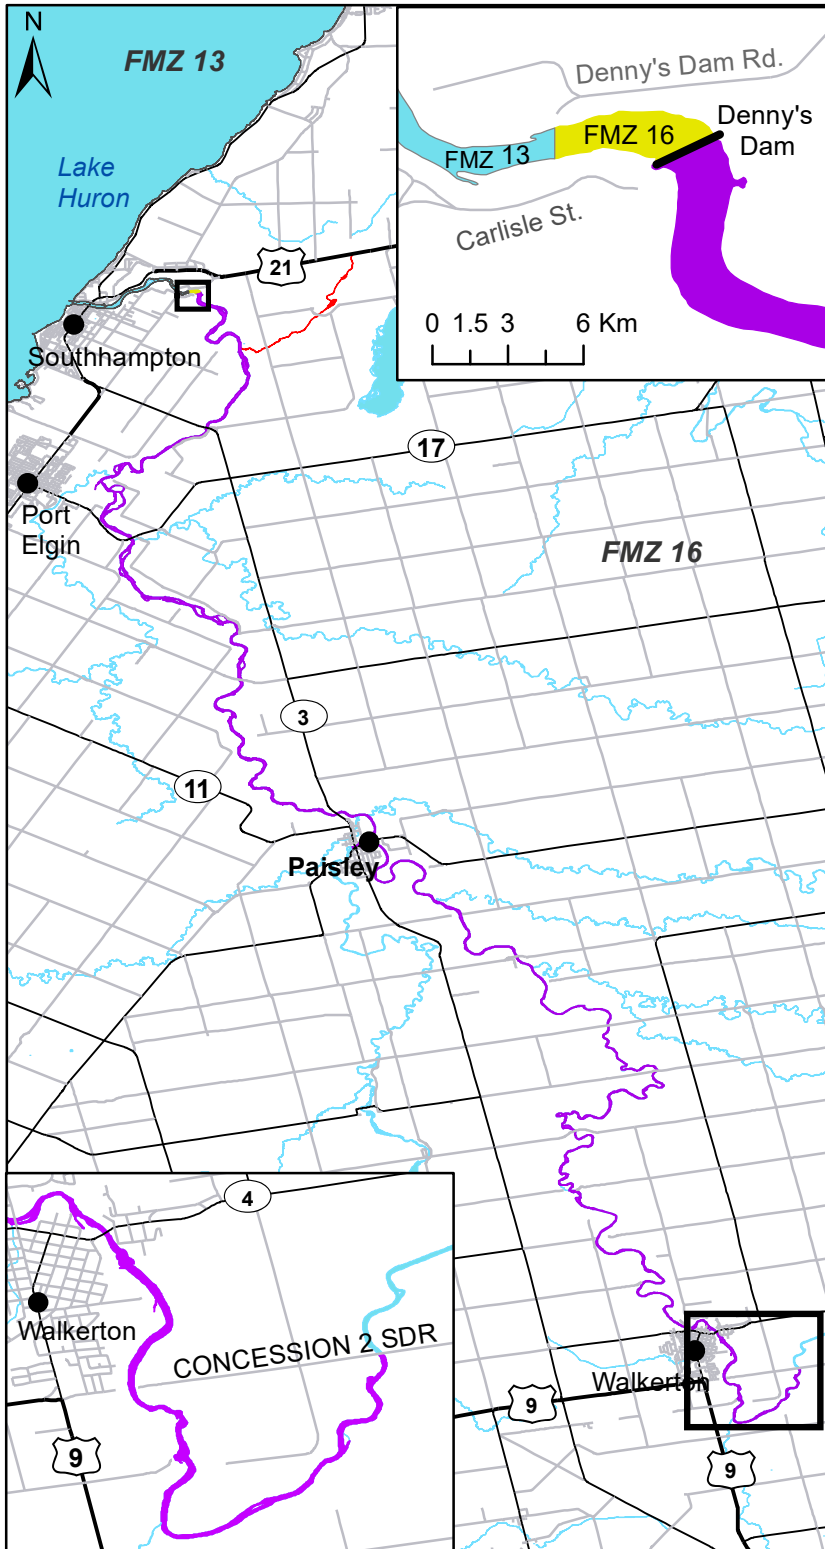 N
FMZ 13
Lake
Huron
Denny's Dam Rd.
Denny's
Dam
FMZ 16
FMZ 13
Carlisle St.
0 1.5 3 6 Km
21
Southhampton
17
Port
Elgin
FMZ 16
3
11
Paisley
4
Walkerton
CONCESSION 2 SDR
9
Walkerton
9
9